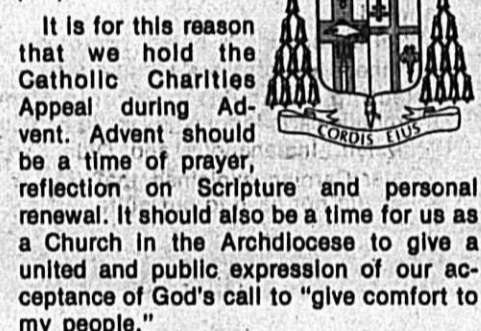 It is for this reason
that we hold the
Catholic Charities
Appeal during Ad-
vent. Advent should
be a time of prayer,
reflection on Scripture and personal
renewal. It should also be a time for us as
a Church in the Archdiocese to give a
united and public expression of our ac-
ceptance of God's call to "give comfort to
my people."
CORDIS EIUS